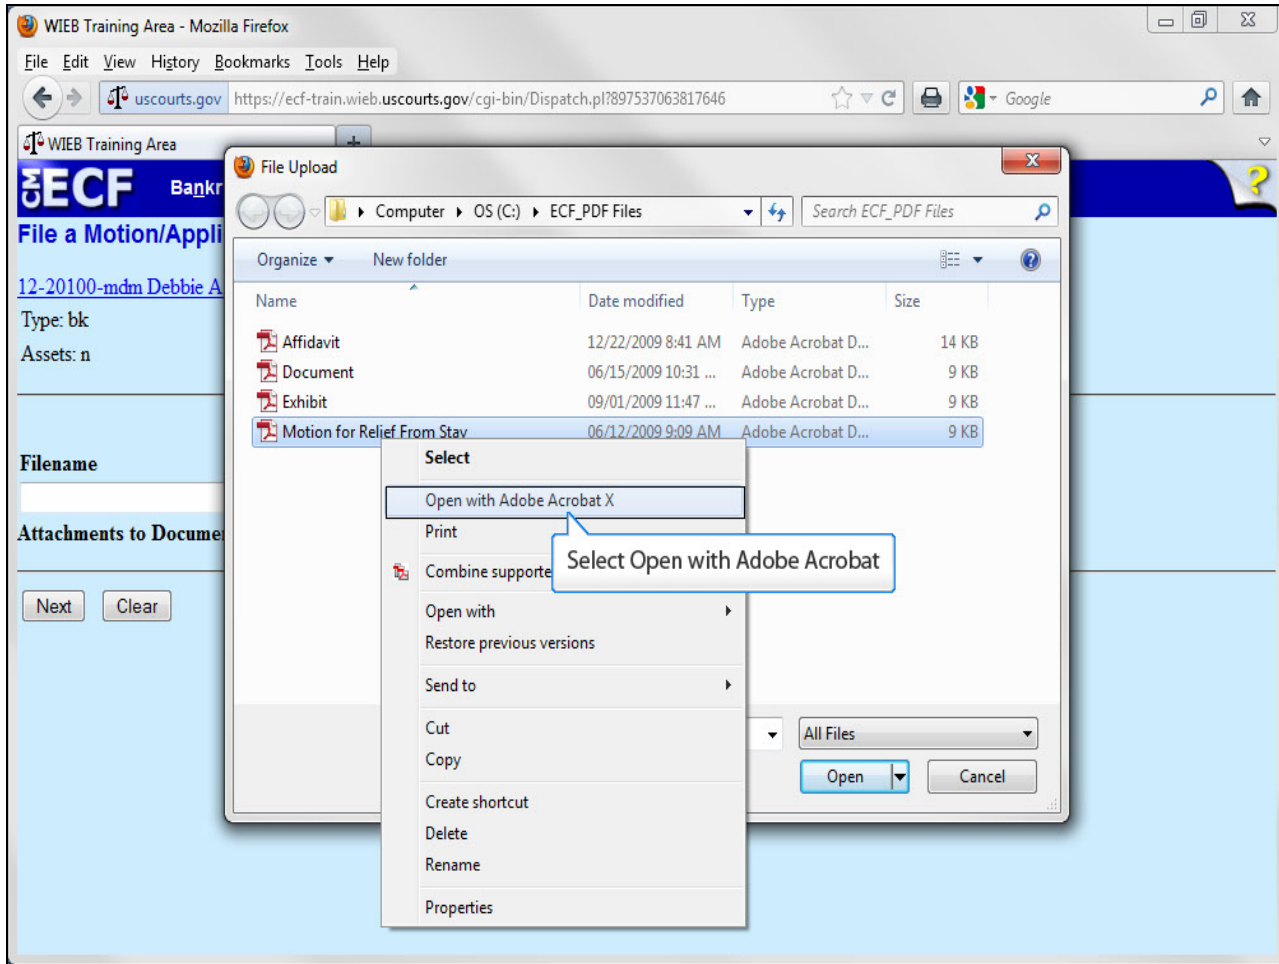 WIEB Training Area - Mozilla Firefox
File Edit View History Bookmarks Tools Help
uscourts.gov https://ecf-train.wieb.uscourts.gov/cgi-bin/Dispatch.pl?897537063817646 Google
WIEB Training Area
CM ECF Bankr
File a Motion/Appli
12-20100-mdm Debbie A
Type: bk
Assets: n
Filename
Attachments to Docume
Next Clear
File Upload
Computer OS (C:) ECF_PDF Files Search ECF_PDF Files
Organize New folder
Name Date modified Type Size
Affidavit 12/22/2009 8:41 AM Adobe Acrobat D... 14 KB
Document 06/15/2009 10:31 ... Adobe Acrobat D... 9 KB
Exhibit 09/01/2009 11:47 ... Adobe Acrobat D... 9 KB
Motion for Relief From Stay 06/12/2009 9:09 AM Adobe Acrobat D... 9 KB
Select
Open with Adobe Acrobat X
Print
Select Open with Adobe Acrobat
Combine supporte
Open with
Restore previous versions
Send to
Cut
Copy
Create shortcut
Delete
Rename
Properties
All Files
Open Cancel